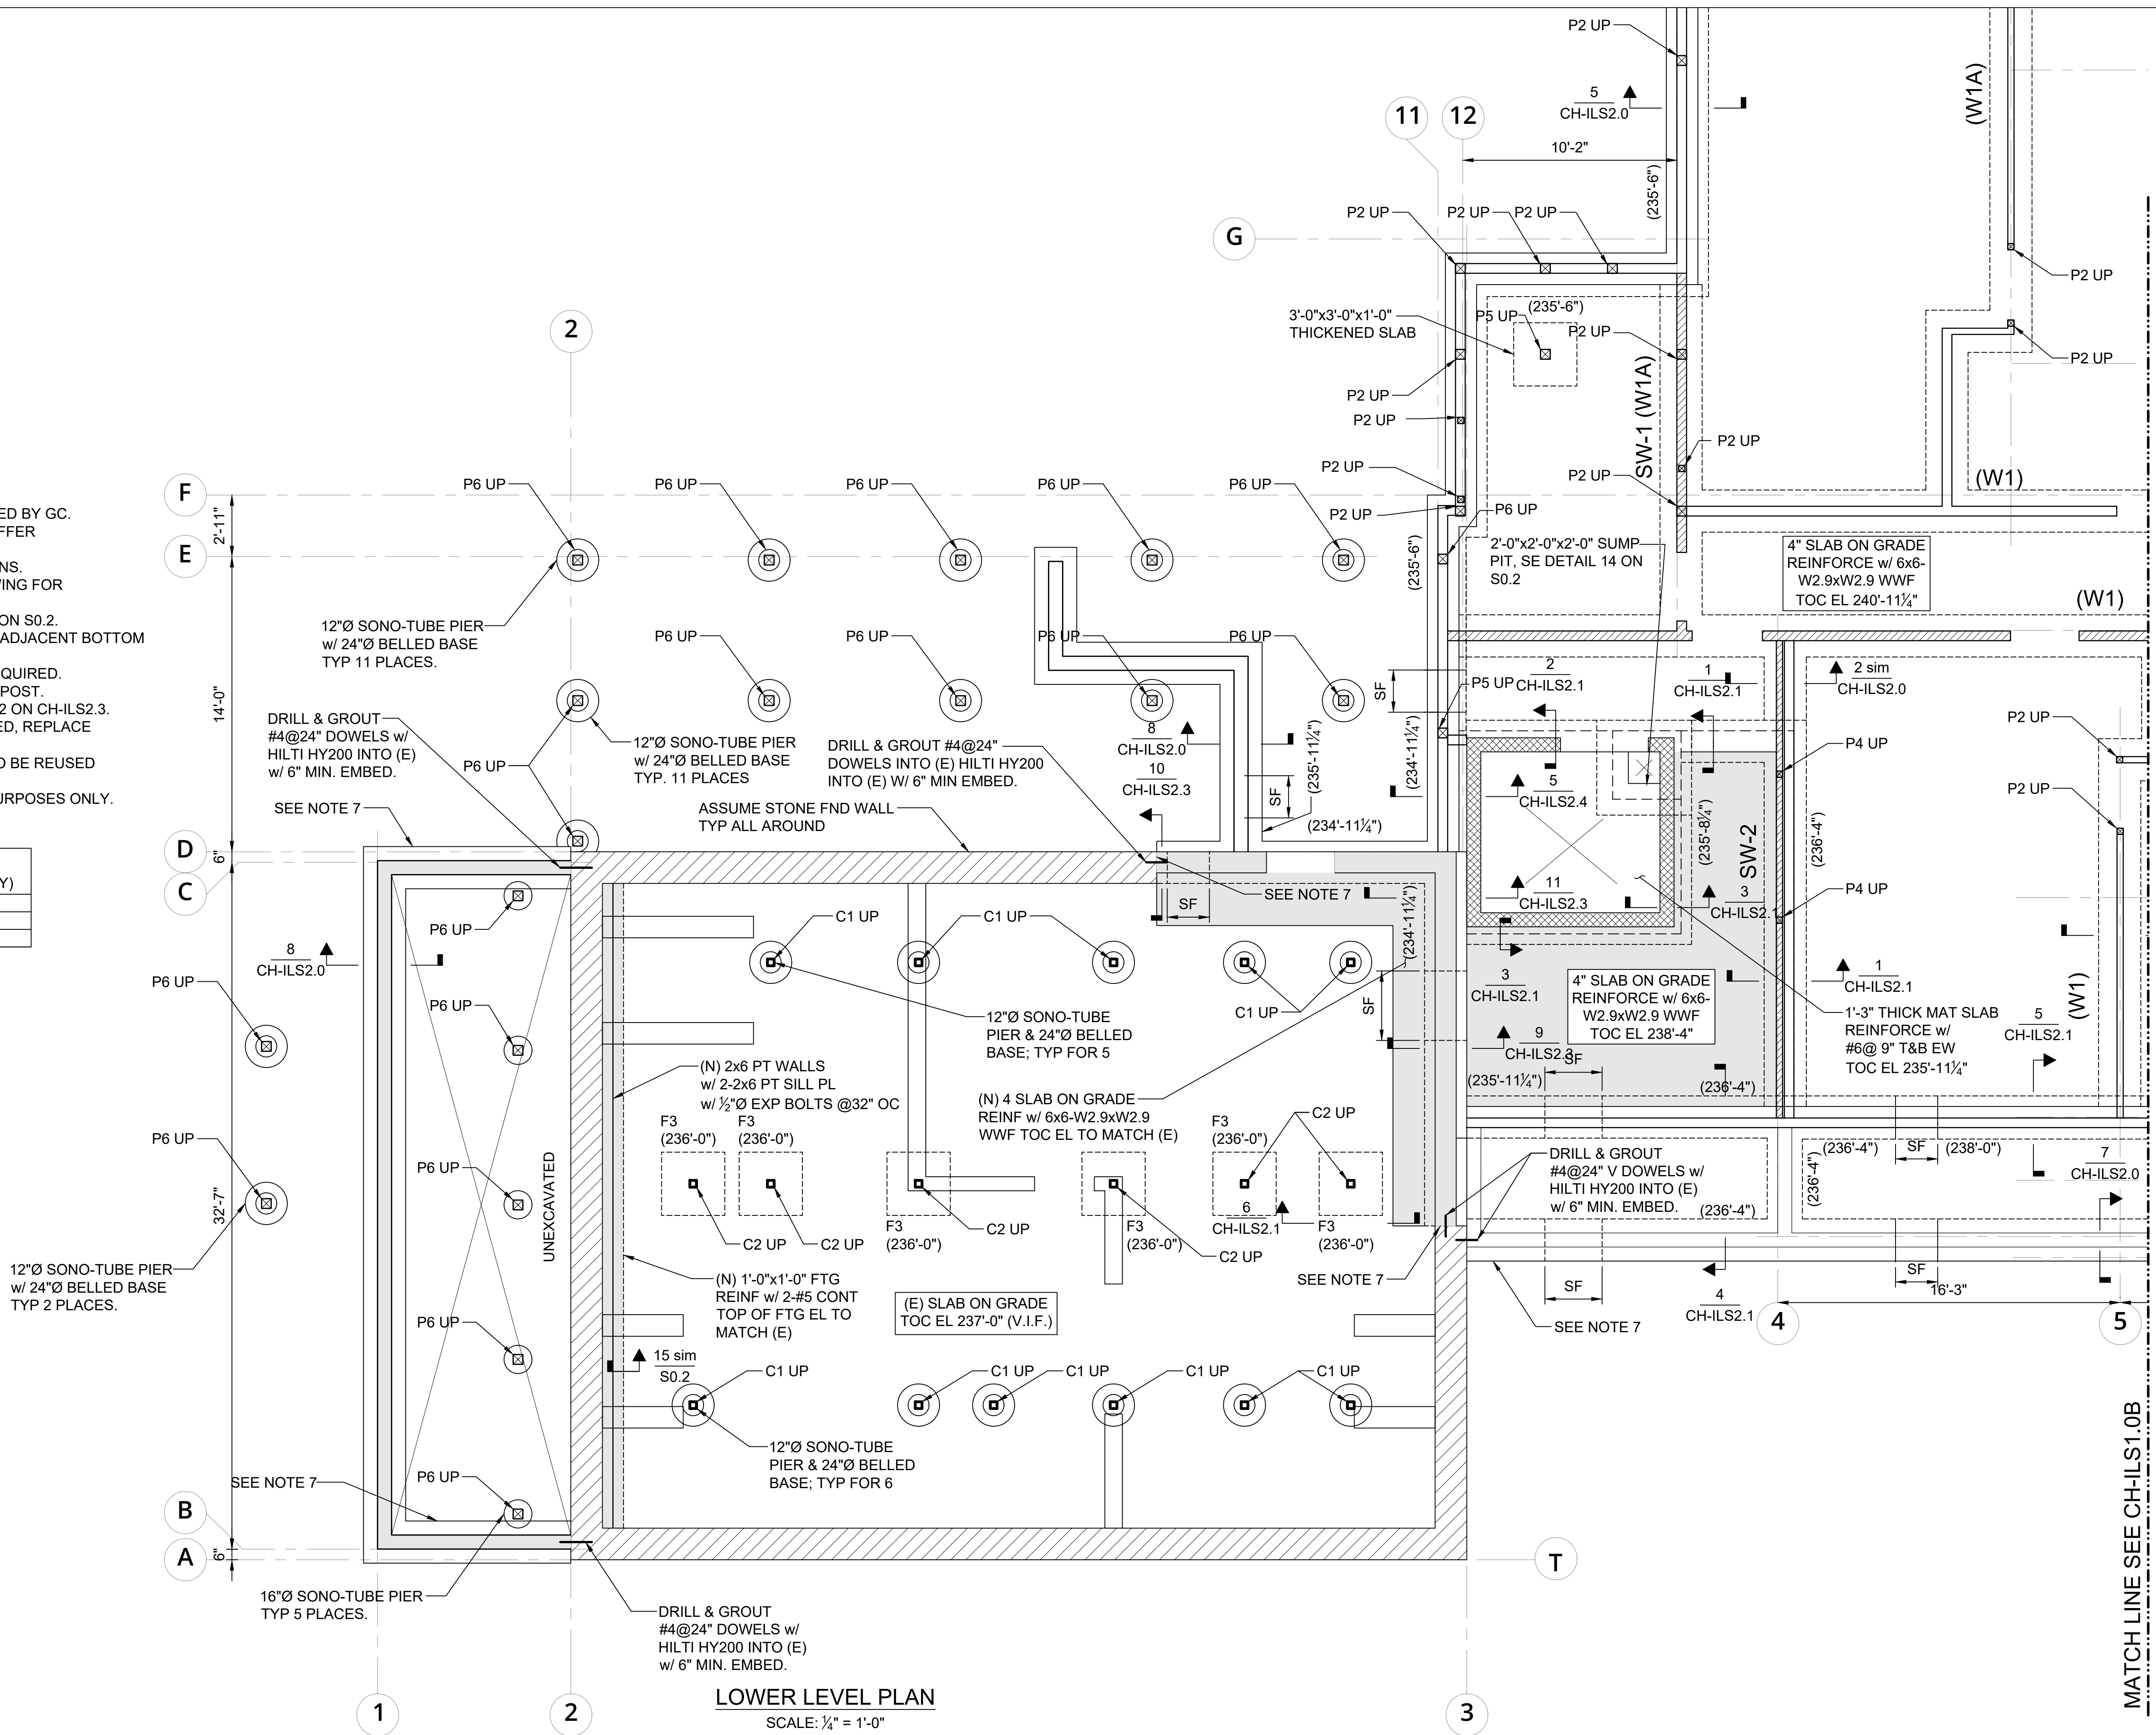 P2 UP
5
CH-ILS2.0
(W1A)
11
12
10'-2"
(235'-6")
P2 UP
P2 UP
P2 UP
G
P2 UP
2
3'-0"x3'-0"x1'-0"
THICKENED SLAB
(235'-6")
P5 UP
P2 UP
P2 UP
SW-1 (W1A)
P2 UP
P2 UP
P2 UP
P2 UP
P2 UP
P2 UP
(W1)
F
P6 UP
P6 UP
P6 UP
P6 UP
P6 UP
P2 UP
P6 UP
ED BY GC.
FFER
NS.
WING FOR
ON S0.2.
ADJACENT BOTTOM
QUIRED.
POST.
2 ON CH-ILS2.3.
ED, REPLACE
O BE REUSED
URPOSES ONLY.
Y)
2'-11"
E
14'-0"
12"Ø SONO-TUBE PIER
w/ 24"Ø BELLED BASE
TYP 11 PLACES.
P6 UP
P6 UP
P6 UP
P6 UP
(235'-6")
2'-0"x2'-0"x2'-0" SUMP
PIT, SE DETAIL 14 ON
S0.2
4" SLAB ON GRADE
REINFORCE w/ 6x6-
W2.9xW2.9 WWF
TOC EL 240'-11¼"
(W1)
SF
P5 UP
2
CH-ILS2.1
1
CH-ILS2.1
2 sim
CH-ILS2.0
DRILL & GROUT
#4@24" DOWELS w/
HILTI HY200 INTO (E)
w/ 6" MIN. EMBED.
P6 UP
12"Ø SONO-TUBE PIER
w/ 24"Ø BELLED BASE
TYP. 11 PLACES
DRILL & GROUT #4@24"
DOWELS INTO (E) HILTI HY200
INTO (E) W/ 6" MIN EMBED.
8
CH-ILS2.0
10
CH-ILS2.3
(235'-11¼")
SF
(234'-11¼")
(234'-11¼")
5
CH-ILS2.4
P4 UP
P2 UP
P2 UP
SEE NOTE 7
ASSUME STONE FND WALL
TYP ALL AROUND
(235'-8¼")
SW-2
(236'-4")
D
6"
C
SEE NOTE 7
SF
(234'-11¼")
11
CH-ILS2.3
3
CH-ILS2.1
P4 UP
P6 UP
C1 UP
C1 UP
8
CH-ILS2.0
P6 UP
P6 UP
12"Ø SONO-TUBE
PIER & 24"Ø BELLED
BASE; TYP FOR 5
C1 UP
SF
3
CH-ILS2.1
4" SLAB ON GRADE
REINFORCE w/ 6x6-
W2.9xW2.9 WWF
TOC EL 238'-4"
1
CH-ILS2.1
1'-3" THICK MAT SLAB
REINFORCE w/
#6@ 9" T&B EW
TOC EL 235'-11¼"
5
CH-ILS2.1
(W1)
9
CH-ILS2.3
SF
(235'-11¼")
(236'-4")
(N) 2x6 PT WALLS
w/ 2-2x6 PT SILL PL
w/ ½"Ø EXP BOLTS @32" OC
(N) 4 SLAB ON GRADE
REINF w/ 6x6-W2.9xW2.9
WWF TOC EL TO MATCH (E)
P6 UP
P6 UP
UNEXCAVATED
32'-7"
F3
(236'-0")
F3
(236'-0")
F3
(236'-0")
C2 UP
DRILL & GROUT
#4@24" V DOWELS w/
HILTI HY200 INTO (E)
w/ 6" MIN. EMBED.
(236'-4")
(236'-4")
(236'-4")
SF
(238'-0")
7
CH-ILS2.0
C2 UP
C2 UP
F3
(236'-0")
C2 UP
F3
(236'-0")
C2 UP
6
CH-ILS2.1
F3
(236'-0")
12"Ø SONO-TUBE PIER
w/ 24"Ø BELLED BASE
TYP 2 PLACES.
P6 UP
(N) 1'-0"x1'-0" FTG
REINF w/ 2-#5 CONT
TOP OF FTG EL TO
MATCH (E)
(E) SLAB ON GRADE
TOC EL 237'-0" (V.I.F.)
SEE NOTE 7
SF
SEE NOTE 7
4
CH-ILS2.1
SF
16'-3"
4
5
15 sim
S0.2
C1 UP
C1 UP
C1 UP
C1 UP
C1 UP
12"Ø SONO-TUBE
PIER & 24"Ø BELLED
BASE; TYP FOR 6
SEE NOTE 7
P6 UP
B
6"
A
T
16"Ø SONO-TUBE PIER
TYP 5 PLACES.
DRILL & GROUT
#4@24" DOWELS w/
HILTI HY200 INTO (E)
w/ 6" MIN. EMBED.
MATCH LINE SEE CH-ILS1.0B
1
2
3
LOWER LEVEL PLAN
SCALE: ¼" = 1'-0"